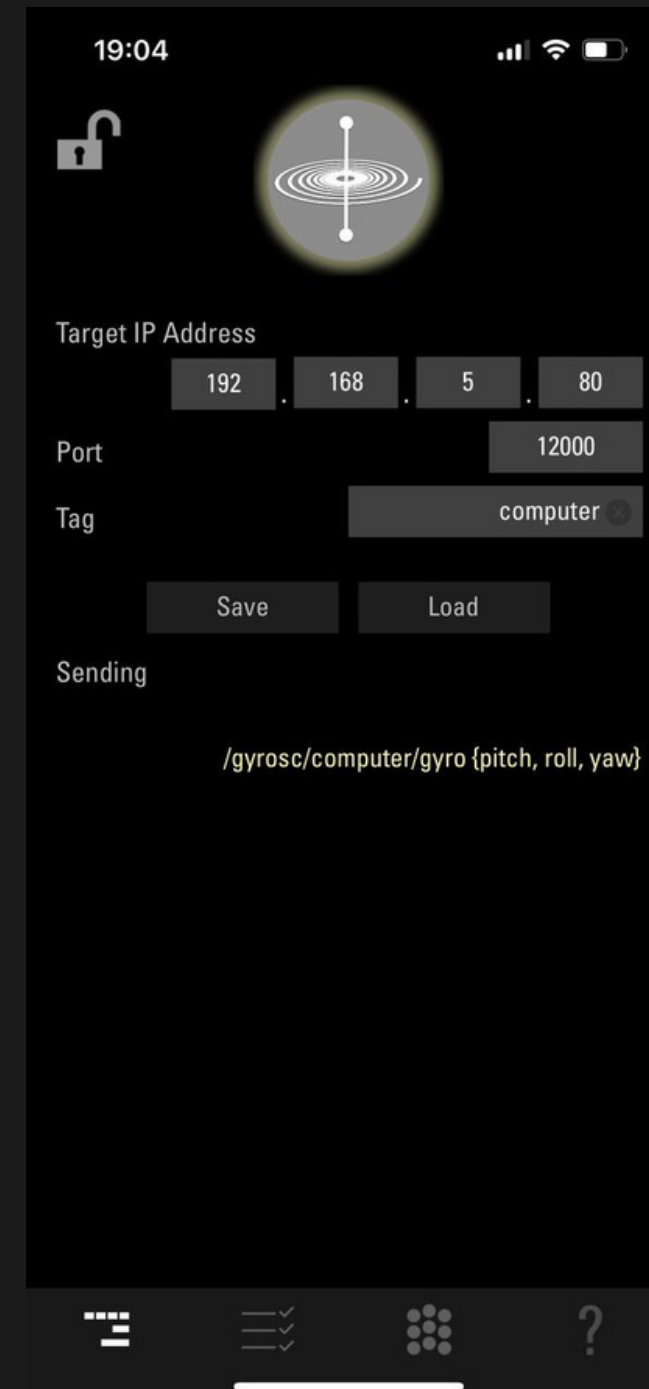 19:04
Target IP Address
192 . 168 . 5 . 80
Port 12000
Tag computer
Save Load
Sending
/gyrosc/computer/gyro {pitch, roll, yaw}
?